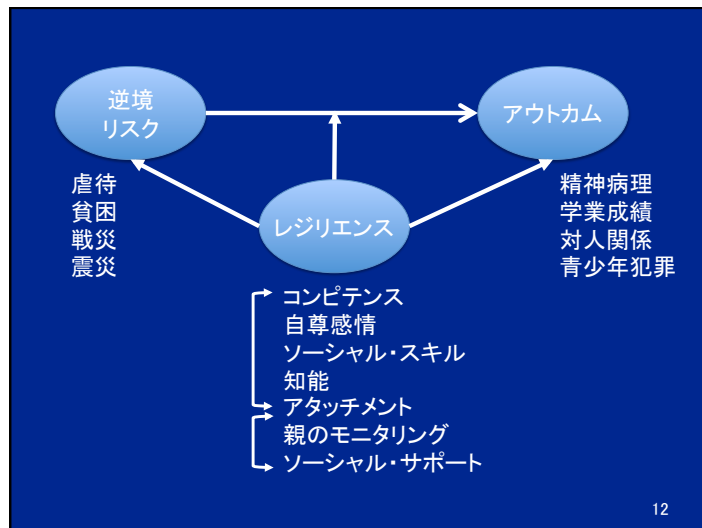 逆境
リスク
アウトカム
虐待
貧困
戦災
震災
レジリエンス
精神病理
学業成績
対人関係
青少年犯罪
コンピテンス
自尊感情
ソーシャル・スキル
知能
アタッチメント
親のモニタリング
ソーシャル・サポート
12